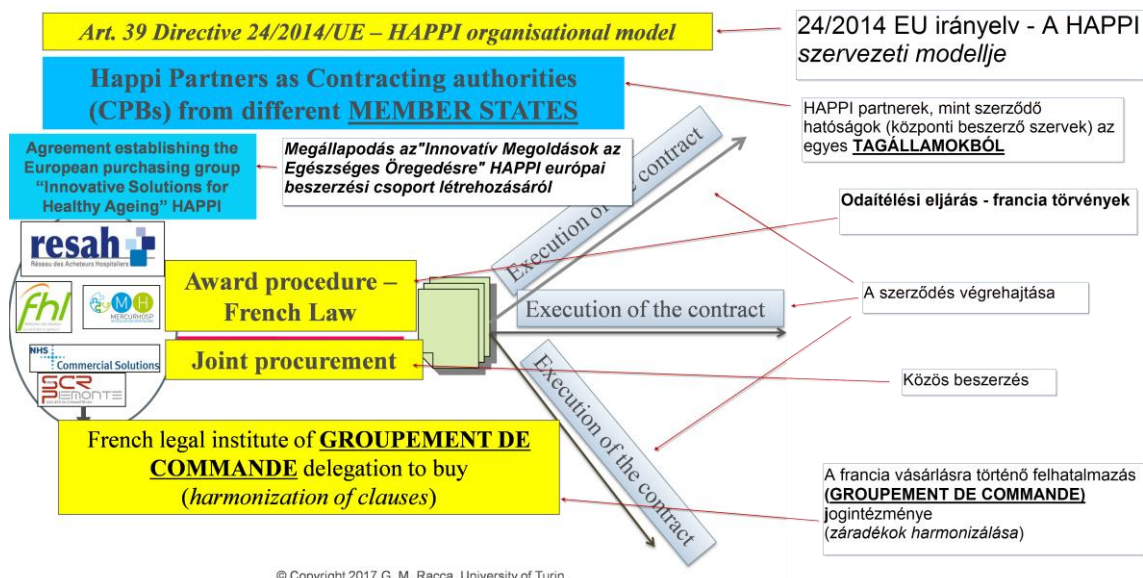 Art. 39 Directive 24/2014/UE – HAPPI organisational model
24/2014 EU irányelv - A HAPPI
szervezeti modellje
Happi Partners as Contracting authorities
(CPBs) from different MEMBER STATES
HAPPI partnerek, mint szerződő
hatóságok (központi beszerző szervek) az
egyes TAGÁLLAMOKBÓL
Agreement establishing the
European purchasing group
“Innovative Solutions for
Healthy Ageing” HAPPI
Megállapodás az"Innovatív Megoldások az
Egészséges Öregedésre" HAPPI európai
beszerzési csoport létrehozásáról
Execution of the contract
Odaítélési eljárás - francia törvények
resah
Réseau des Acheteurs Hospitaliers
fhl
MH
MERCURHOSP
Award procedure –
French Law
Execution of the contract
A szerződés végrehajtása
NHS
Commercial Solutions
SCR
PIEMONTE
Joint procurement
Közös beszerzés
Execution of the contract
French legal institute of GROUPEMENT DE
COMMANDE delegation to buy
(harmonization of clauses)
A francia vásárlásra történő felhatalmazás
(GROUPEMENT DE COMMANDE)
jogintézménye
(záradékok harmonizálása)
© Copyright 2017 G. M. Racca, University of Turin